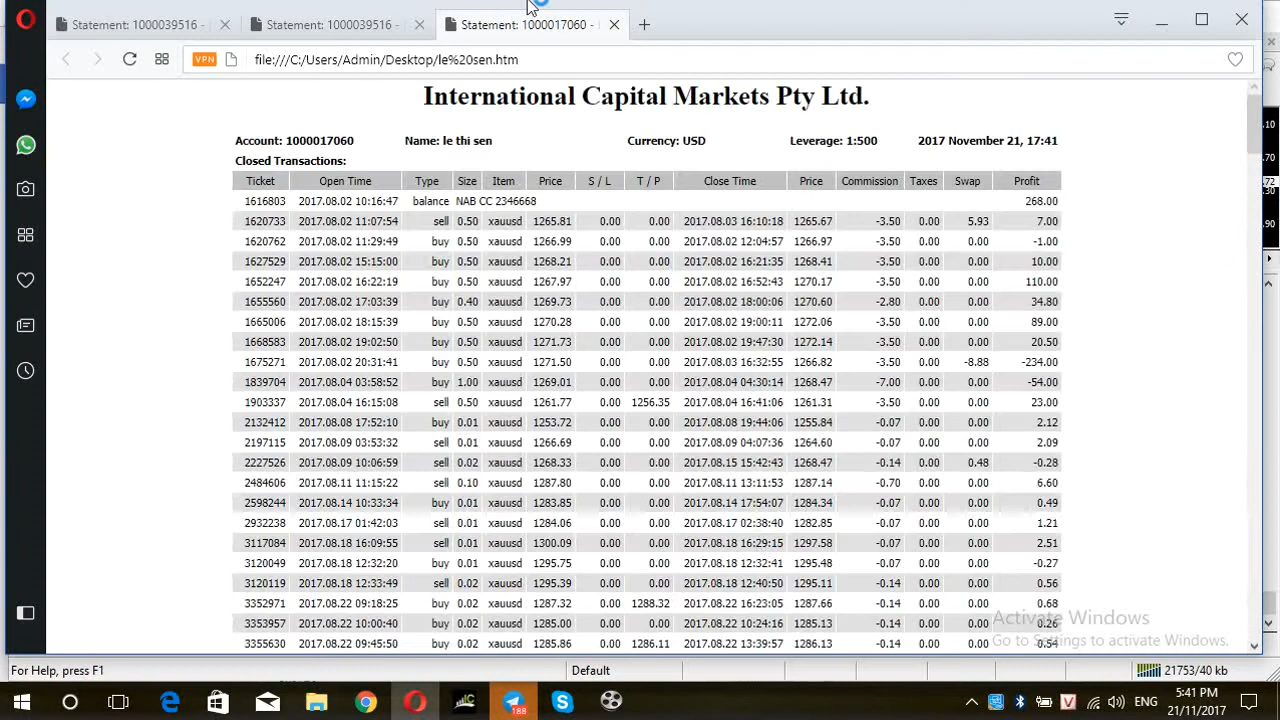 Statement: 1000039516 - Statement: 1000039516 - Statement: 1000017060 -
VPN file:///C:/Users/Admin/Desktop/le%20sen.htm
International Capital Markets Pty Ltd.
Account: 1000017060 Name: le thi sen Currency: USD Leverage: 1:500 2017 November 21, 17:41
Closed Transactions:
Ticket Open Time Type Size Item Price S / L T / P Close Time Price Commission Taxes Swap Profit
1616803 2017.08.02 10:16:47 balance NAB CC 2346668 268.00
1620733 2017.08.02 11:07:54 sell 0.50 xauusd 1265.81 0.00 0.00 2017.08.03 16:10:18 1265.67 -3.50 0.00 5.93 7.00
1620762 2017.08.02 11:29:49 buy 0.50 xauusd 1266.99 0.00 0.00 2017.08.02 12:04:57 1266.97 -3.50 0.00 0.00 -1.00
1627529 2017.08.02 15:15:00 buy 0.50 xauusd 1268.21 0.00 0.00 2017.08.02 16:21:35 1268.41 -3.50 0.00 0.00 10.00
1652247 2017.08.02 16:22:19 buy 0.50 xauusd 1267.97 0.00 0.00 2017.08.02 16:52:43 1270.17 -3.50 0.00 0.00 110.00
1655560 2017.08.02 17:03:39 buy 0.40 xauusd 1269.73 0.00 0.00 2017.08.02 18:00:06 1270.60 -2.80 0.00 0.00 34.80
1665006 2017.08.02 18:15:39 buy 0.50 xauusd 1270.28 0.00 0.00 2017.08.02 19:00:11 1272.06 -3.50 0.00 0.00 89.00
1668583 2017.08.02 19:02:50 buy 0.50 xauusd 1271.73 0.00 0.00 2017.08.02 19:47:30 1272.14 -3.50 0.00 0.00 20.50
1675271 2017.08.02 20:31:41 buy 0.50 xauusd 1271.50 0.00 0.00 2017.08.03 16:32:55 1266.82 -3.50 0.00 -8.88 -234.00
1839704 2017.08.04 03:58:52 buy 1.00 xauusd 1269.01 0.00 0.00 2017.08.04 04:30:14 1268.47 -7.00 0.00 0.00 -54.00
1903337 2017.08.04 16:15:08 sell 0.50 xauusd 1261.77 0.00 1256.35 2017.08.04 16:41:06 1261.31 -3.50 0.00 0.00 23.00
2132412 2017.08.08 17:52:10 buy 0.01 xauusd 1253.72 0.00 0.00 2017.08.08 19:44:06 1255.84 -0.07 0.00 0.00 2.12
2197115 2017.08.09 03:53:32 sell 0.01 xauusd 1266.69 0.00 0.00 2017.08.09 04:07:36 1264.60 -0.07 0.00 0.00 2.09
2227526 2017.08.09 10:06:59 sell 0.02 xauusd 1268.33 0.00 0.00 2017.08.15 15:42:43 1268.47 -0.14 0.00 0.48 -0.28
2484606 2017.08.11 11:15:22 sell 0.10 xauusd 1287.80 0.00 0.00 2017.08.11 13:11:53 1287.14 -0.70 0.00 0.00 6.60
2598244 2017.08.14 10:33:34 buy 0.01 xauusd 1283.85 0.00 0.00 2017.08.14 17:54:07 1284.34 -0.07 0.00 0.00 0.49
2932238 2017.08.17 01:42:03 sell 0.01 xauusd 1284.06 0.00 0.00 2017.08.17 02:38:40 1282.85 -0.07 0.00 0.00 1.21
3117084 2017.08.18 16:09:55 sell 0.01 xauusd 1300.09 0.00 0.00 2017.08.18 16:29:15 1297.58 -0.07 0.00 0.00 2.51
3120049 2017.08.18 12:32:20 buy 0.01 xauusd 1295.75 0.00 0.00 2017.08.18 12:32:41 1295.48 -0.07 0.00 0.00 -0.27
3120119 2017.08.18 12:33:49 sell 0.02 xauusd 1295.39 0.00 0.00 2017.08.18 12:40:50 1295.11 -0.14 0.00 0.00 0.56
3352971 2017.08.22 09:18:25 buy 0.02 xauusd 1287.32 0.00 1288.32 2017.08.22 16:23:05 1287.66 -0.14 0.00 0.00 0.68
3353957 2017.08.22 10:00:40 buy 0.02 xauusd 1285.00 0.00 0.00 2017.08.22 10:24:16 1285.13 -0.14 0.00 0.00 0.26
3355630 2017.08.22 09:45:50 buy 0.02 xauusd 1285.86 0.00 1286.11 2017.08.22 13:39:57 1286.13 -0.14 0.00 0.00 0.54
Activate Windows
Go to Settings to activate Windows.
For Help, press F1 Default 21753/40 kb
188 V ENG 5:41 PM
21/11/2017
.10
.70
.72
.30
.90